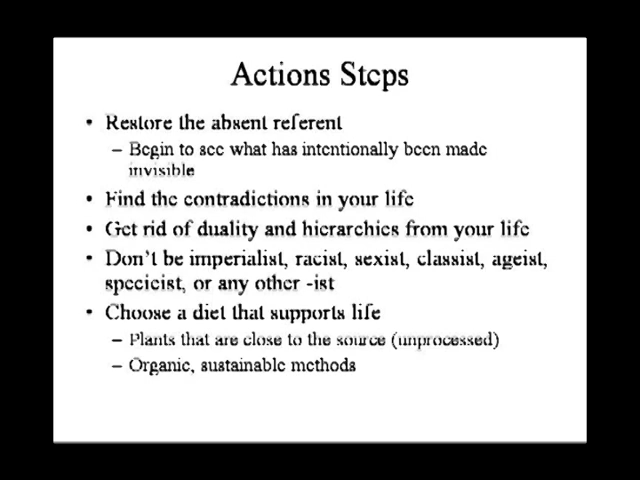 Actions Steps
• Restore the absent referent
– Begin to see what has intentionally been made
invisible
• Find the contradictions in your life
• Get rid of duality and hierarchies from your life
• Don't be imperialist, racist, sexist, classist, ageist,
specicist, or any other -ist
• Choose a diet that supports life
– Plants that are close to the source (unprocessed)
– Organic, sustainable methods